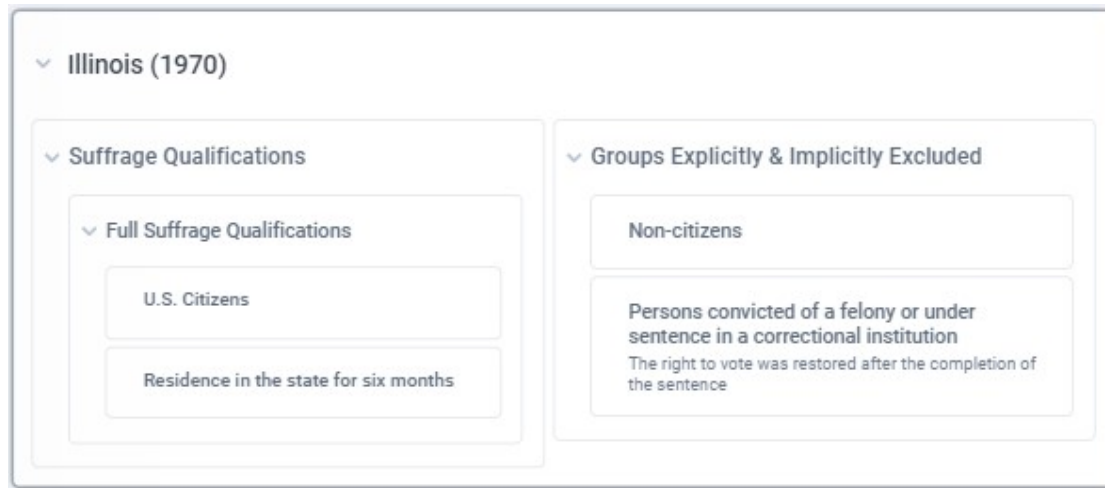 Illinois (1970)
Suffrage Qualifications
Full Suffrage Qualifications
U.S. Citizens
Residence in the state for six months
Groups Explicitly & Implicitly Excluded
Non-citizens
Persons convicted of a felony or under
sentence in a correctional institution
The right to vote was restored after the completion of
the sentence